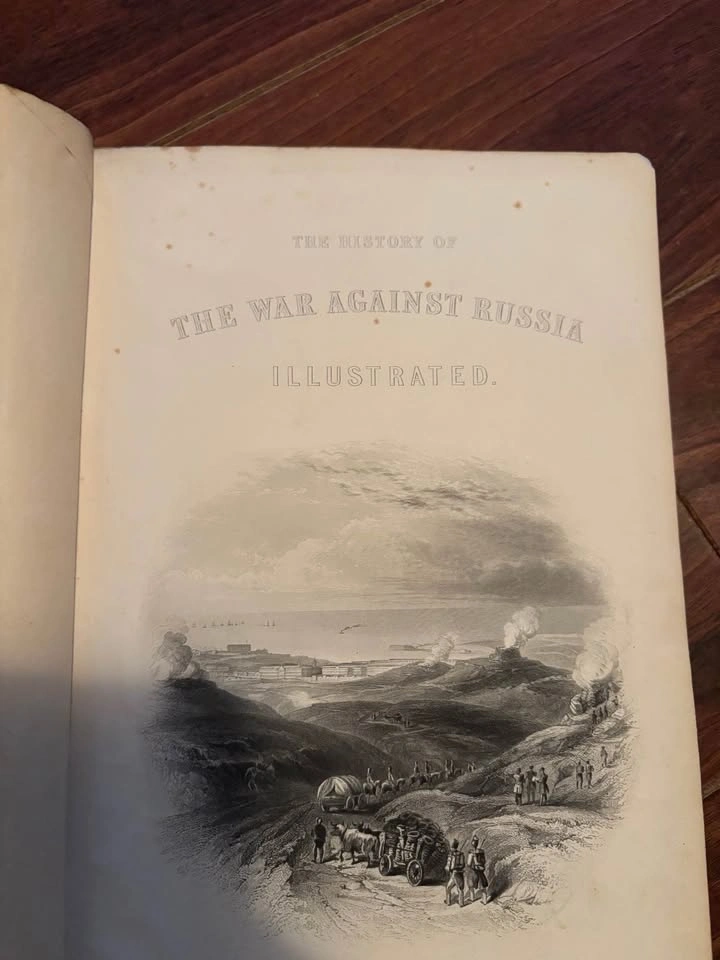 THE HISTORY OF
THE WAR AGAINST RUSSIA
ILLUSTRATED.